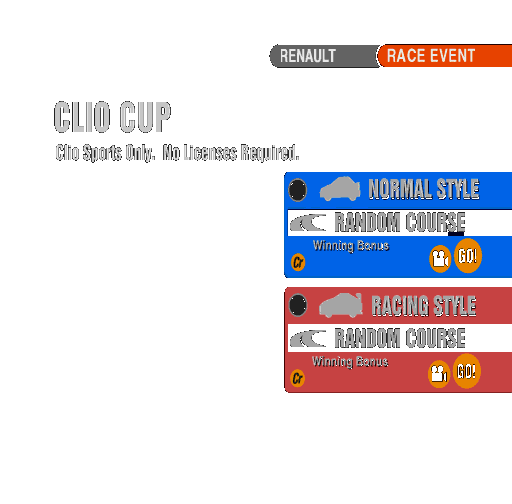 RENAULT RACE EVENT
CLIO CUP
Clio Sports Only. No Licenses Required.
NORMAL STYLE
RANDOM COURSE
Winning Bonus
Cr GO!
RACING STYLE
RANDOM COURSE
Winning Bonus
Cr GO!